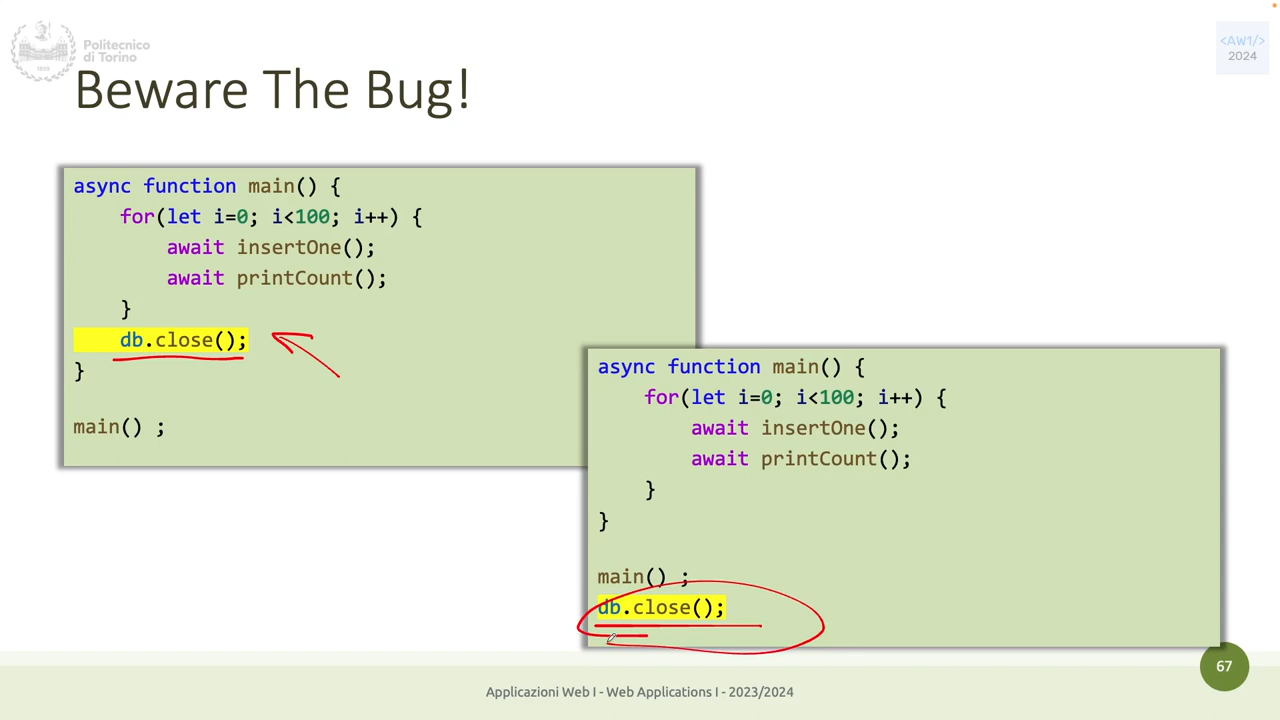 Politecnico
di Torino
1859
<AW1/>
2024
Beware The Bug!
async function main() {
    for(let i=0; i<100; i++) {
        await insertOne();
        await printCount();
    }
    db.close();
}
main() ;
async function main() {
    for(let i=0; i<100; i++) {
        await insertOne();
        await printCount();
    }
}
main() ;
db.close();
67
Applicazioni Web I - Web Applications I - 2023/2024